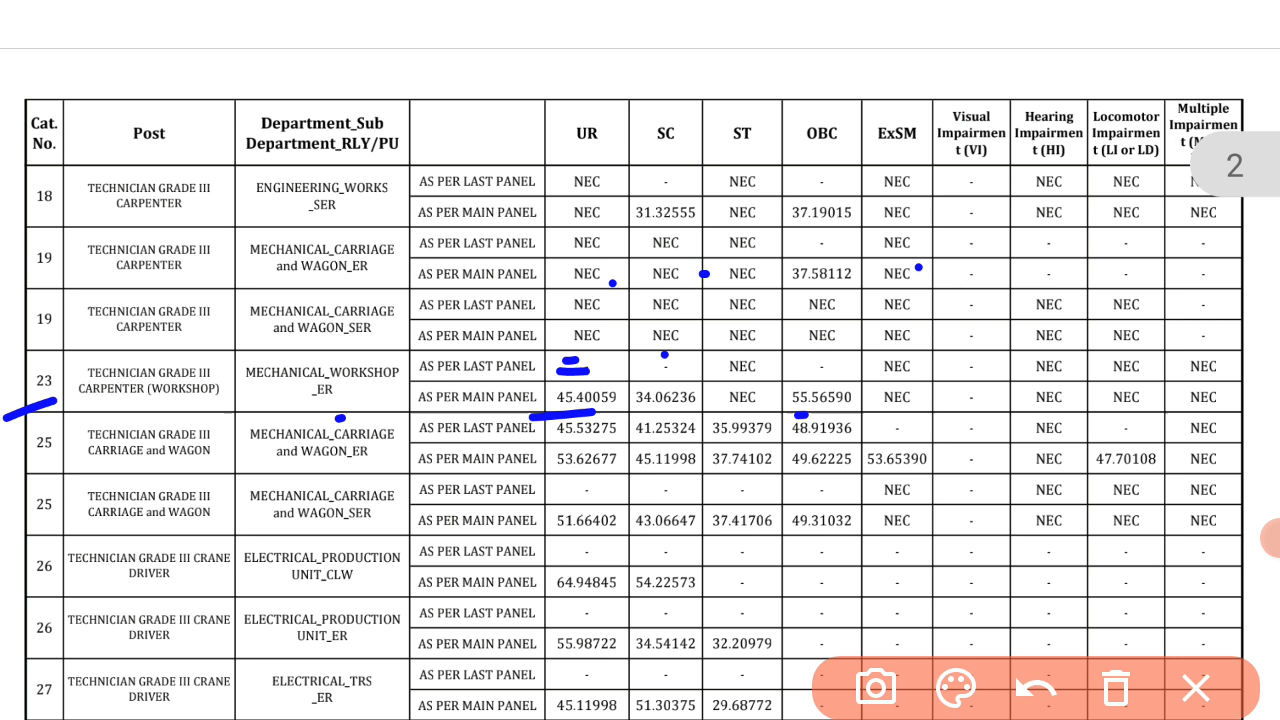 Cat. No. | Post | Department_Sub Department_RLY/PU | | UR | SC | ST | OBC | ExSM | Visual Impairment (VI) | Hearing Impairment (HI) | Locomotor Impairment (LI or LD) | Multiple Impairmen
18 | TECHNICIAN GRADE III CARPENTER | ENGINEERING_WORKS _SER | AS PER LAST PANEL | NEC | - | NEC | - | NEC | - | NEC | NEC |
AS PER MAIN PANEL | NEC | 31.32555 | NEC | 37.19015 | NEC | - | NEC | NEC | NEC
19 | TECHNICIAN GRADE III CARPENTER | MECHANICAL_CARRIAGE and WAGON_ER | AS PER LAST PANEL | NEC | NEC | NEC | - | NEC | - | - | - | -
AS PER MAIN PANEL | NEC | NEC | NEC | 37.58112 | NEC | - | - | - | -
19 | TECHNICIAN GRADE III CARPENTER | MECHANICAL_CARRIAGE and WAGON_SER | AS PER LAST PANEL | NEC | NEC | NEC | NEC | NEC | - | NEC | NEC | -
AS PER MAIN PANEL | NEC | NEC | NEC | NEC | NEC | - | NEC | NEC | -
23 | TECHNICIAN GRADE III CARPENTER (WORKSHOP) | MECHANICAL_WORKSHOP _ER | AS PER LAST PANEL | | - | NEC | - | NEC | - | NEC | NEC | NEC
AS PER MAIN PANEL | 45.40059 | 34.06236 | NEC | 55.56590 | NEC | - | NEC | NEC | NEC
25 | TECHNICIAN GRADE III CARRIAGE and WAGON | MECHANICAL_CARRIAGE and WAGON_ER | AS PER LAST PANEL | 45.53275 | 41.25324 | 35.99379 | 48.91936 | - | - | NEC | - | NEC
AS PER MAIN PANEL | 53.62677 | 45.11998 | 37.74102 | 49.62225 | 53.65390 | - | NEC | 47.70108 | NEC
25 | TECHNICIAN GRADE III CARRIAGE and WAGON | MECHANICAL_CARRIAGE and WAGON_SER | AS PER LAST PANEL | - | - | - | - | NEC | - | NEC | NEC | NEC
AS PER MAIN PANEL | 51.66402 | 43.06647 | 37.41706 | 49.31032 | NEC | - | NEC | NEC | NEC
26 | TECHNICIAN GRADE III CRANE DRIVER | ELECTRICAL_PRODUCTION UNIT_CLW | AS PER LAST PANEL | - | - | - | - | - | - | - | - | -
AS PER MAIN PANEL | 64.94845 | 54.22573 | - | - | - | - | - | - | -
26 | TECHNICIAN GRADE III CRANE DRIVER | ELECTRICAL_PRODUCTION UNIT_ER | AS PER LAST PANEL | - | - | - | - | - | - | - | - | -
AS PER MAIN PANEL | 55.98722 | 34.54142 | 32.20979 | - | - | - | - | - | -
27 | TECHNICIAN GRADE III CRANE DRIVER | ELECTRICAL_TRS _ER | AS PER LAST PANEL | - | - | - | - | - | - | - | - | -
AS PER MAIN PANEL | 45.11998 | 51.30375 | 29.68772 | - | - | - | - | - | -
2